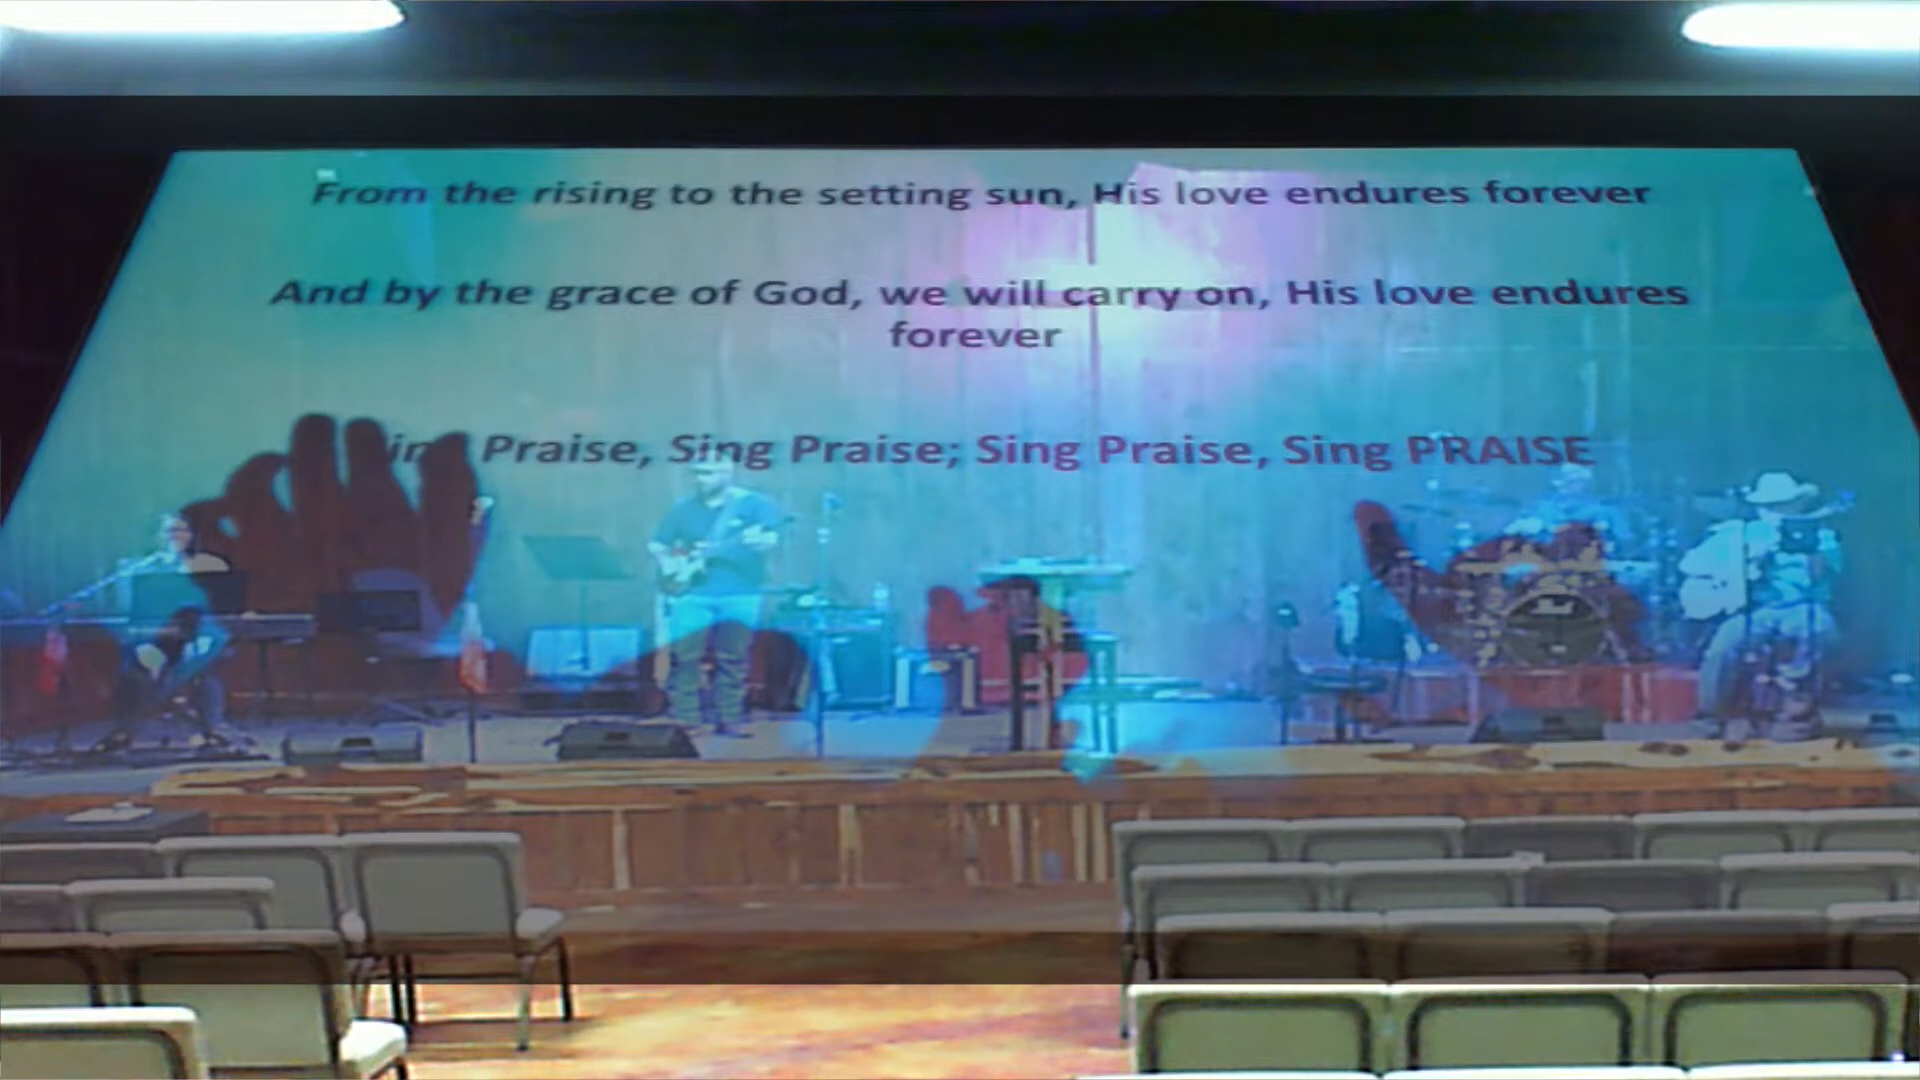 From the rising to the setting sun, His love endures forever
And by the grace of God, we will carry on, His love endures
forever
Praise, Sing Praise; Sing Praise, Sing PRAISE